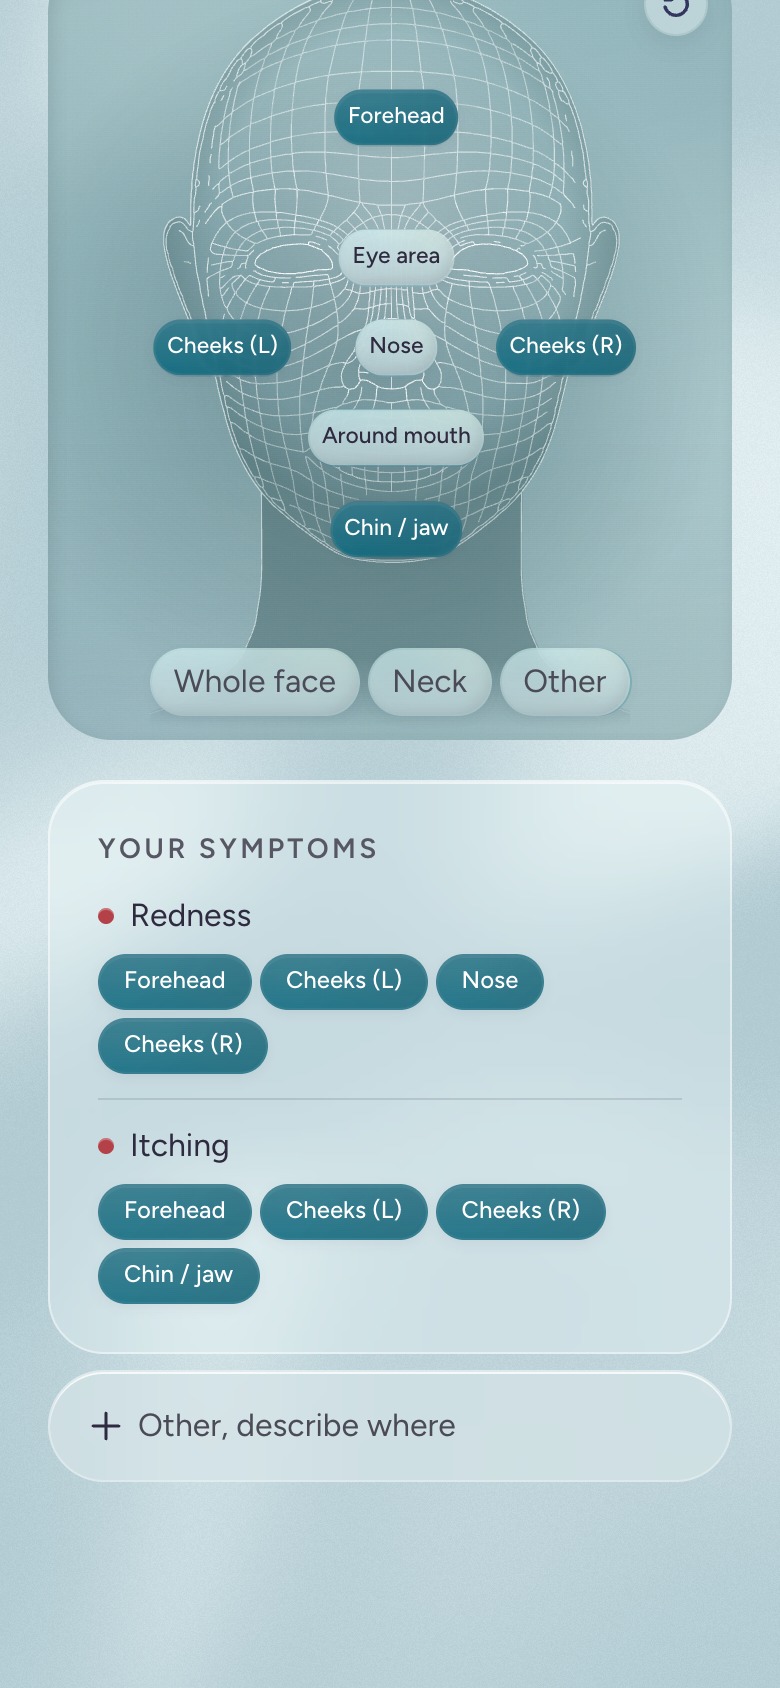 Forehead
Eye area
Cheeks (L) Nose Cheeks (R)
Around mouth
Chin / jaw
Whole face Neck Other
YOUR SYMPTOMS
Redness
Forehead Cheeks (L) Nose
Cheeks (R)
Itching
Forehead Cheeks (L) Cheeks (R)
Chin / jaw
Other, describe where